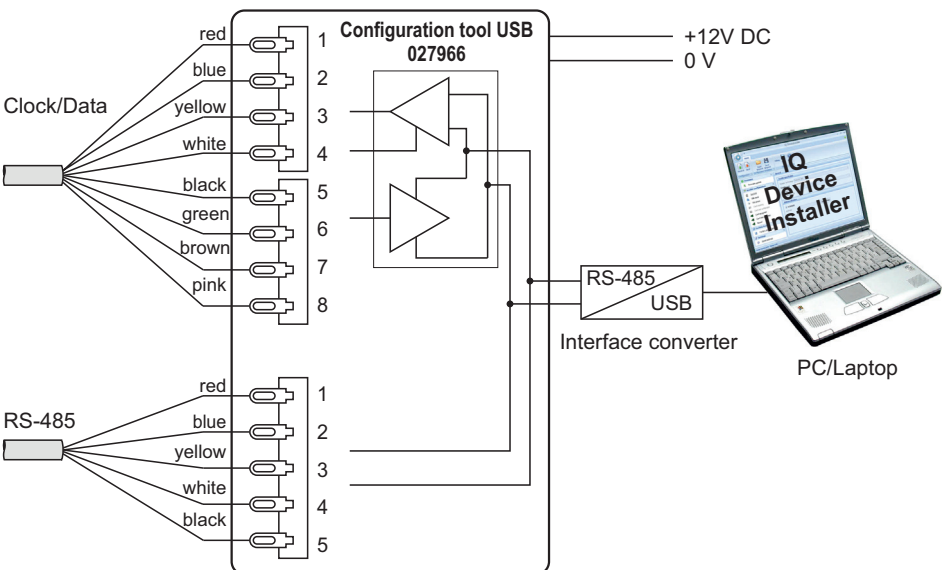 Configuration tool USB
027966
+12V DC
0 V
Clock/Data
red
1
blue
2
yellow
3
white
4
black
5
green
6
brown
7
pink
8
IQ
Device
Installer
RS-485
USB
Interface converter
PC/Laptop
RS-485
red
1
blue
2
yellow
3
white
4
black
5